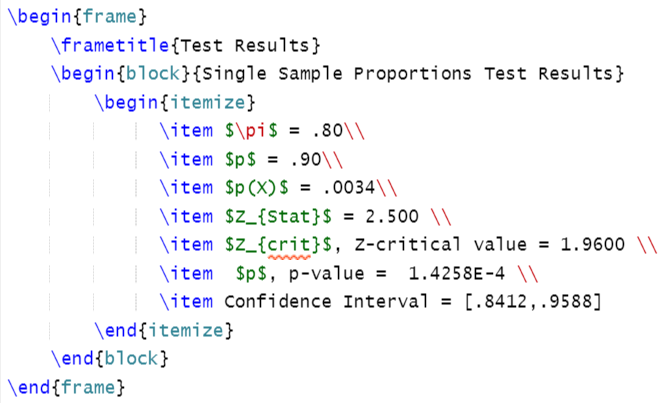 \begin{frame}
\frametitle{Test Results}
\begin{block}{Single Sample Proportions Test Results}
\begin{itemize}
\item $\pi$ = .80\\
\item $p$ = .90\\
\item $p(X)$ = .0034\\
\item $Z_{Stat}$ = 2.500 \\
\item $Z_{crit}$, Z-critical value = 1.9600 \\
\item  $p$, p-value =  1.4258E-4 \\
\item Confidence Interval = [.8412,.9588]
\end{itemize}
\end{block}
\end{frame}